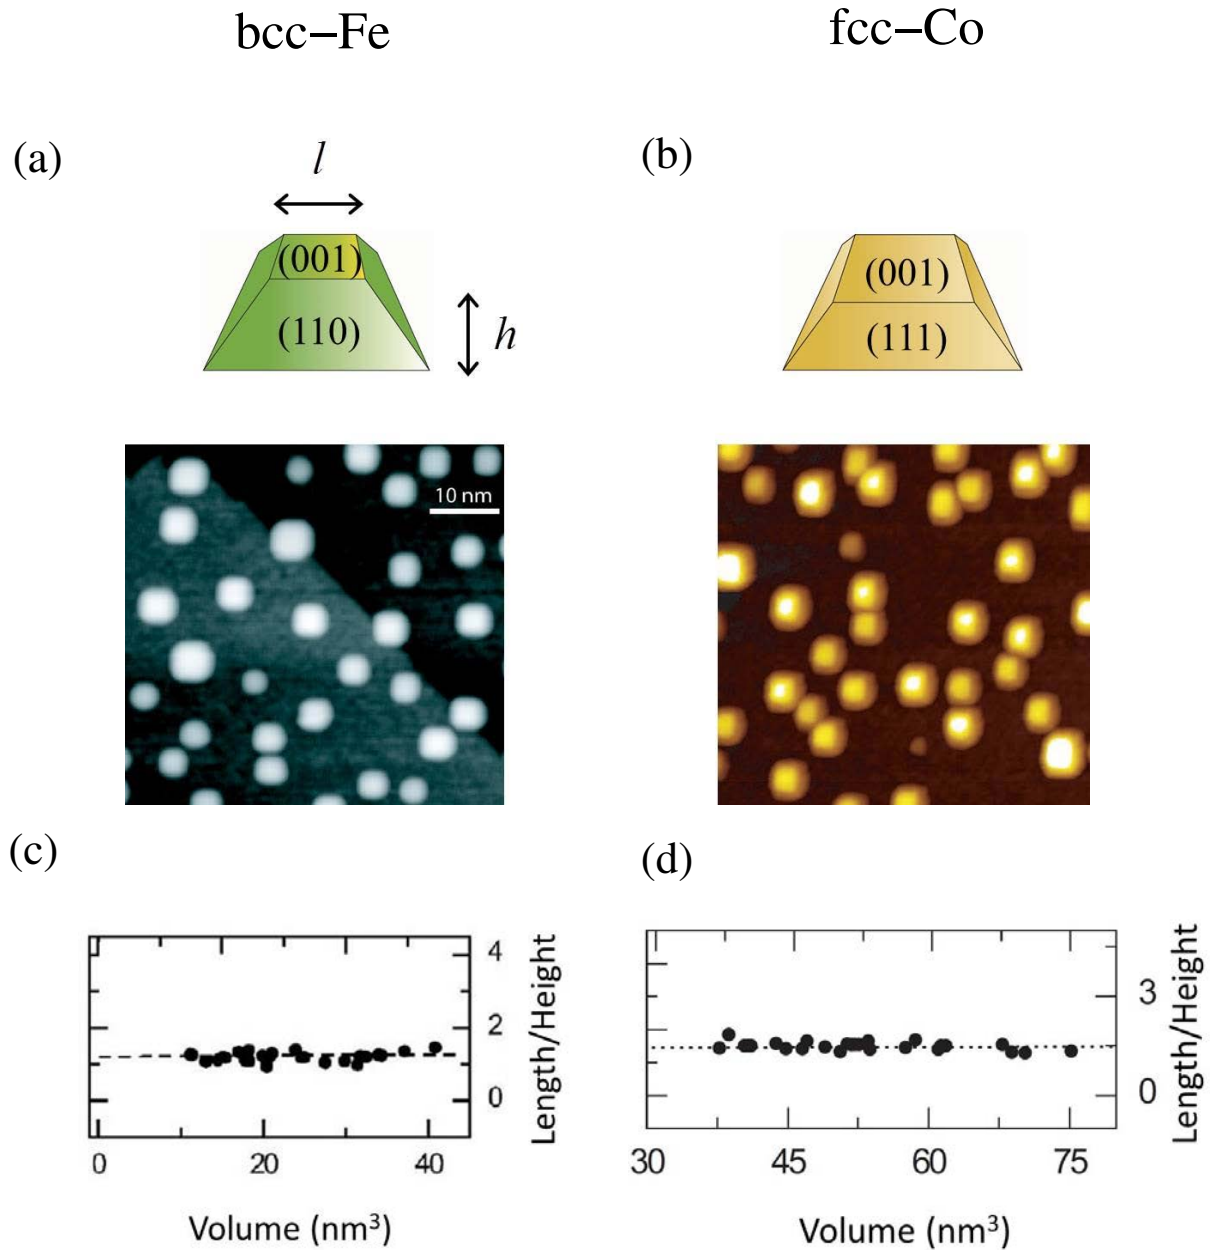 bcc–Fe
fcc–Co
(a)
l
(001)
(110)
h
(b)
(001)
(111)
10 nm
(c)
4
2
0
Length/Height
0 20 40
Volume (nm³)
(d)
3
0
Length/Height
30 45 60 75
Volume (nm³)